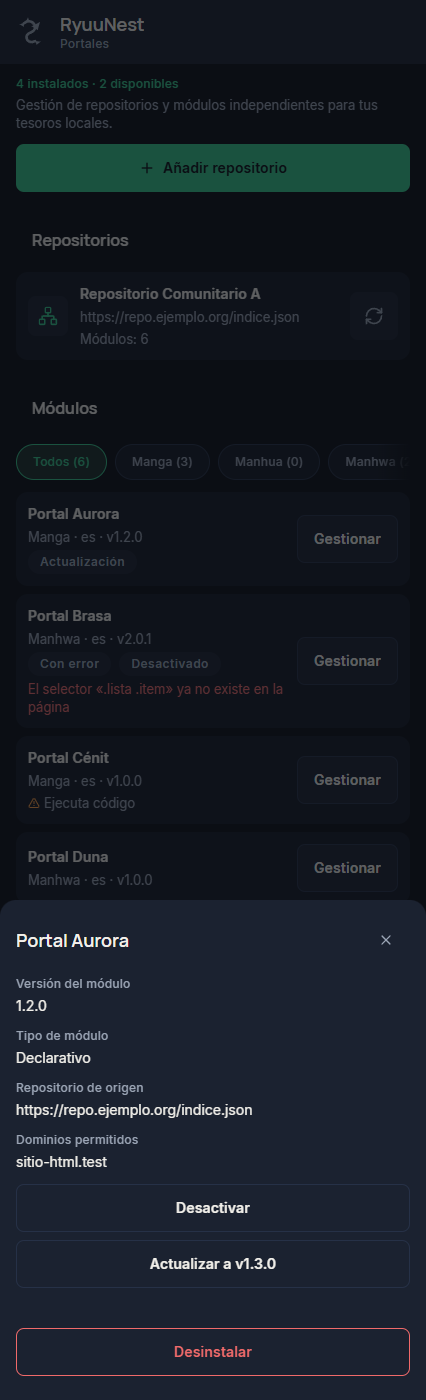 RyuuNest
Portales
4 instalados · 2 disponibles
Gestión de repositorios y módulos independientes para tus
tesoros locales.
+ Añadir repositorio
Repositorios
Repositorio Comunitario A
https://repo.ejemplo.org/indice.json
Módulos: 6
Módulos
Todos (6)
Manga (3)
Manhua (0)
Manhwa (
Portal Aurora
Manga · es · v1.2.0
Actualización
Gestionar
Portal Brasa
Manhwa · es · v2.0.1
Con error
Desactivado
El selector «.lista .item» ya no existe en la
página
Gestionar
Portal Cénit
Manga · es · v1.0.0
Ejecuta código
Gestionar
Portal Duna
Manhwa · es · v1.0.0
Gestionar
Portal Aurora
Versión del módulo
1.2.0
Tipo de módulo
Declarativo
Repositorio de origen
https://repo.ejemplo.org/indice.json
Dominios permitidos
sitio-html.test
Desactivar
Actualizar a v1.3.0
Desinstalar